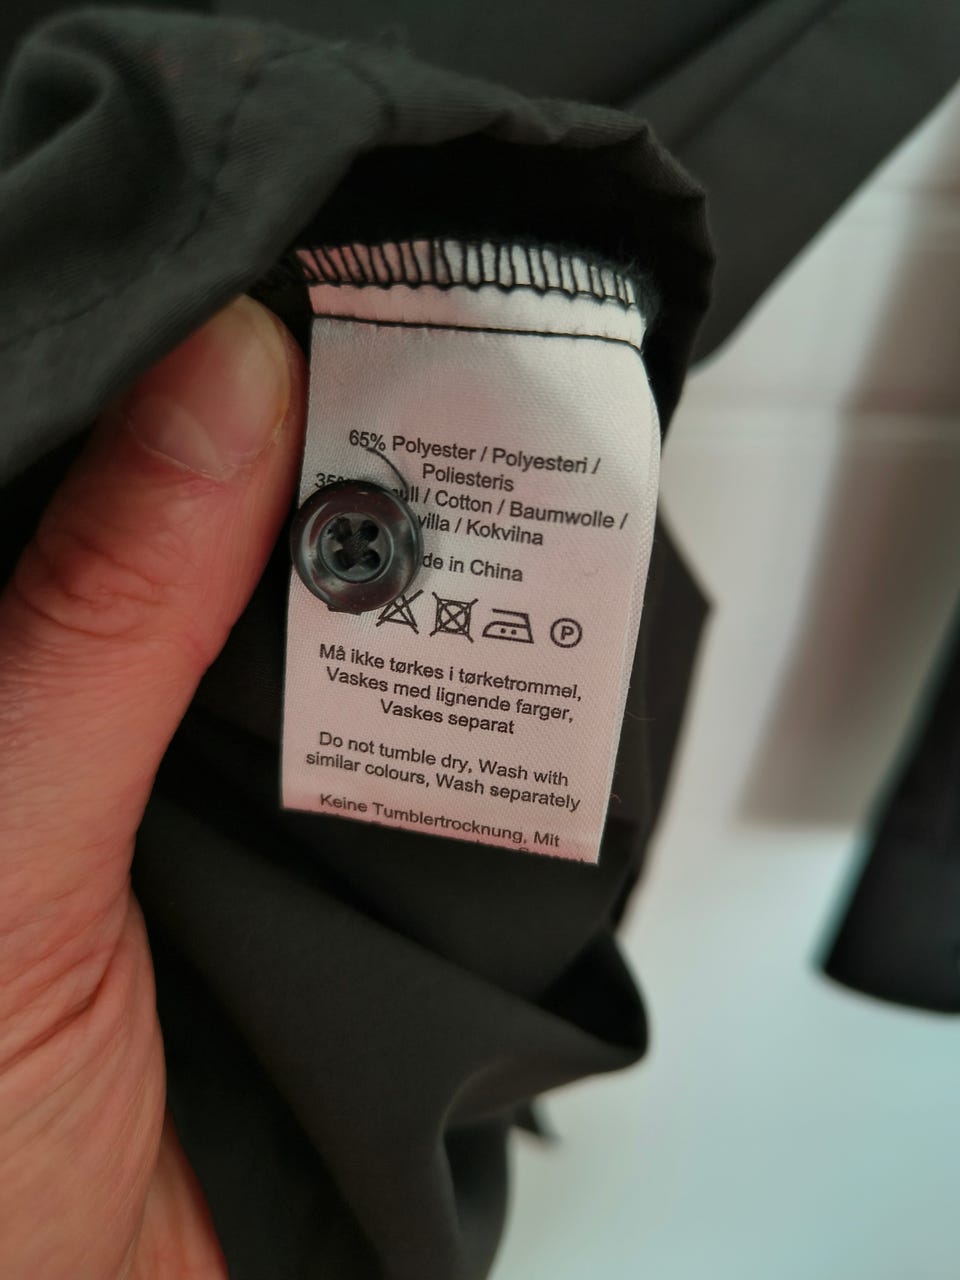 65% Polyester / Polyesteri /
Poliesteris
/ Cotton / Baumwolle /
/ Kokvilna
in China
P
Må ikke tørkes i tørketrommel,
Vaskes med lignende farger,
Vaskes separat
Do not tumble dry, Wash with
similar colours, Wash separately
Keine Tumblertrocknung, Mit